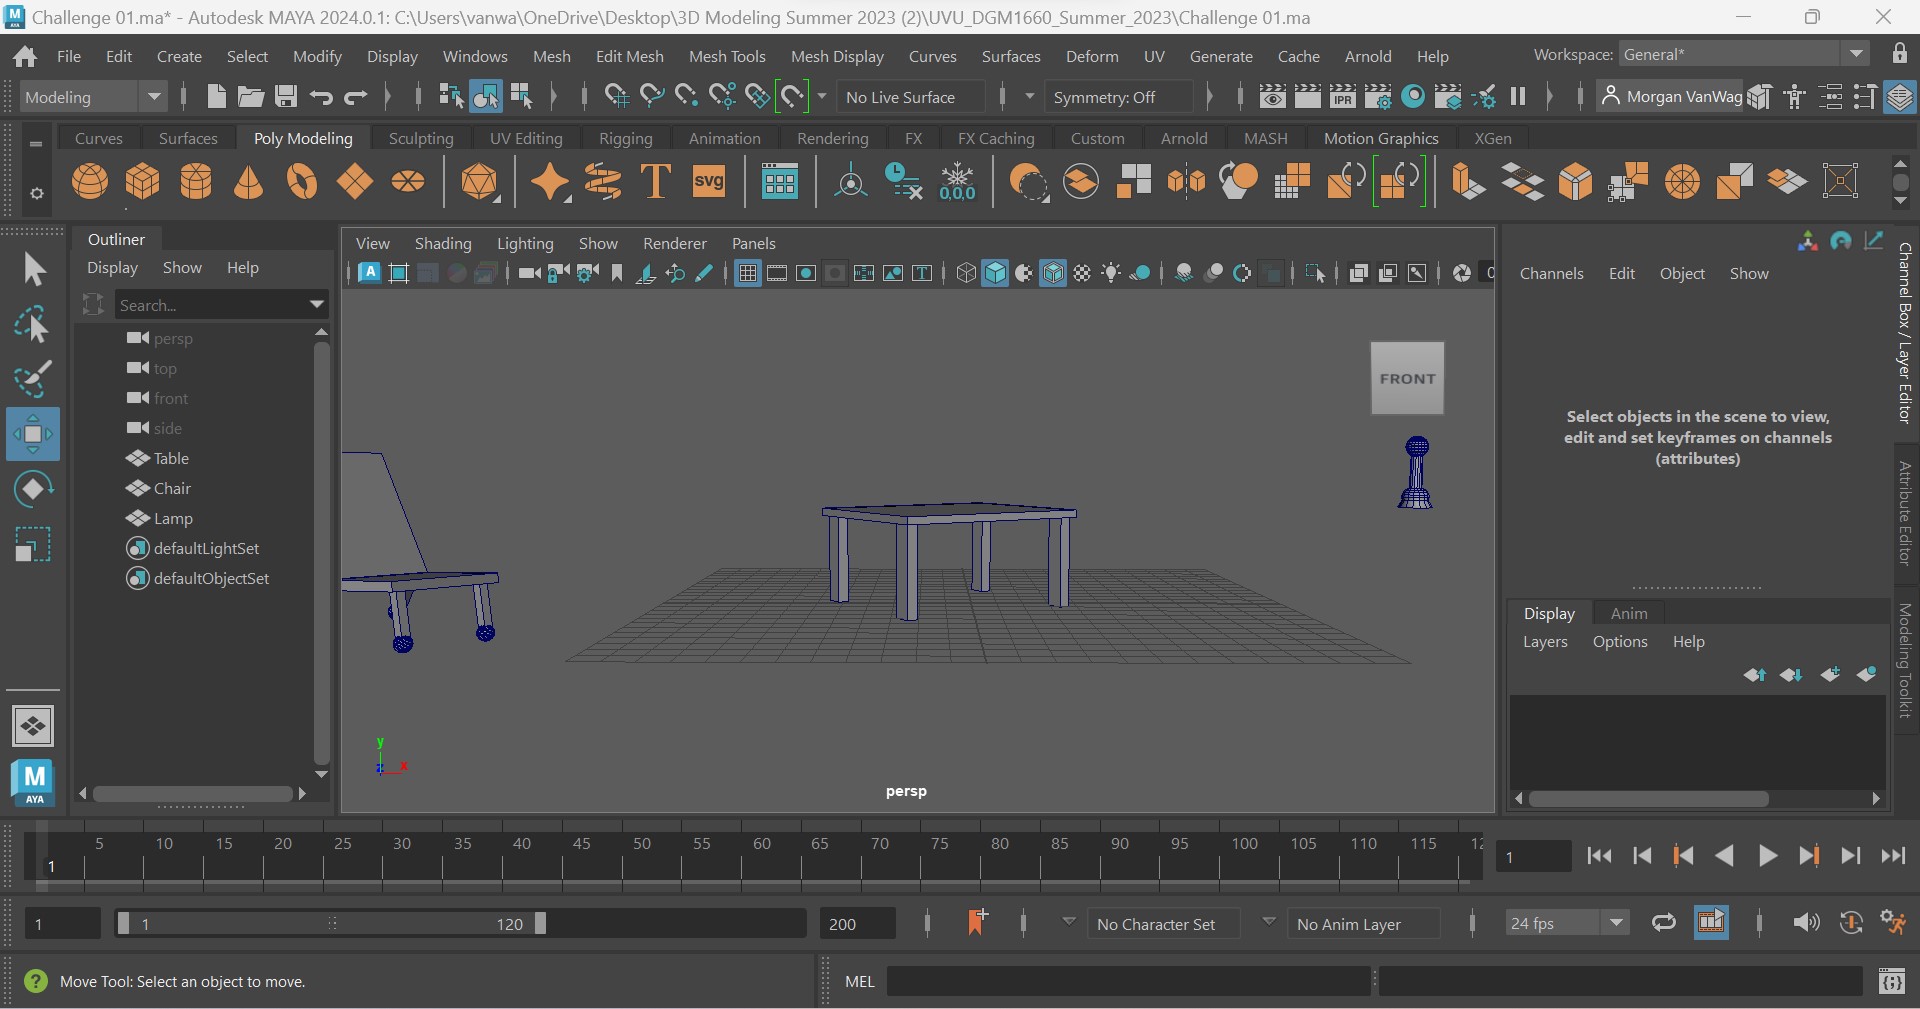 Challenge 01.ma* - Autodesk MAYA 2024.0.1: C:\Users\vanwa\OneDrive\Desktop\3D Modeling Summer 2023 (2)\UVU_DGM1660_Summer_2023\Challenge 01.ma
File Edit Create Select Modify Display Windows Mesh Edit Mesh Mesh Tools Mesh Display Curves Surfaces Deform UV Generate Cache Arnold Help Workspace: General*
Modeling No Live Surface Symmetry: Off IPR Morgan VanWag
Curves Surfaces Poly Modeling Sculpting UV Editing Rigging Animation Rendering FX FX Caching Custom Arnold MASH Motion Graphics XGen
T svg 0,0,0
Outliner
Display Show Help
Search...
persp
top
front
side
Table
Chair
Lamp
defaultLightSet
defaultObjectSet
M
AYA
View Shading Lighting Show Renderer Panels
A T 0
FRONT
y
z x
persp
Channels Edit Object Show
Select objects in the scene to view,
edit and set keyframes on channels
(attributes)
Display Anim
Layers Options Help
Channel Box / Layer Editor
Attribute Editor
Modeling Toolkit
5 10 15 20 25 30 35 40 45 50 55 60 65 70 75 80 85 90 95 100 105 110 115 12
1 1
1 1 120 200 No Character Set No Anim Layer 24 fps
? Move Tool: Select an object to move. MEL {;}